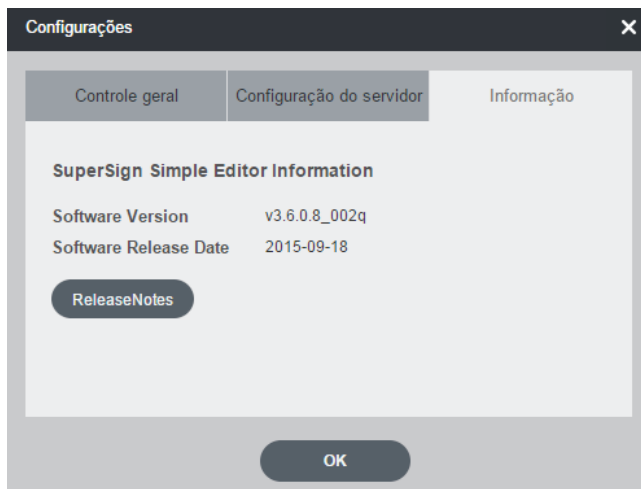 Configurações
Controle geral
Configuração do servidor
Informação
SuperSign Simple Editor Information
Software Version v3.6.0.8_002q
Software Release Date 2015-09-18
ReleaseNotes
OK